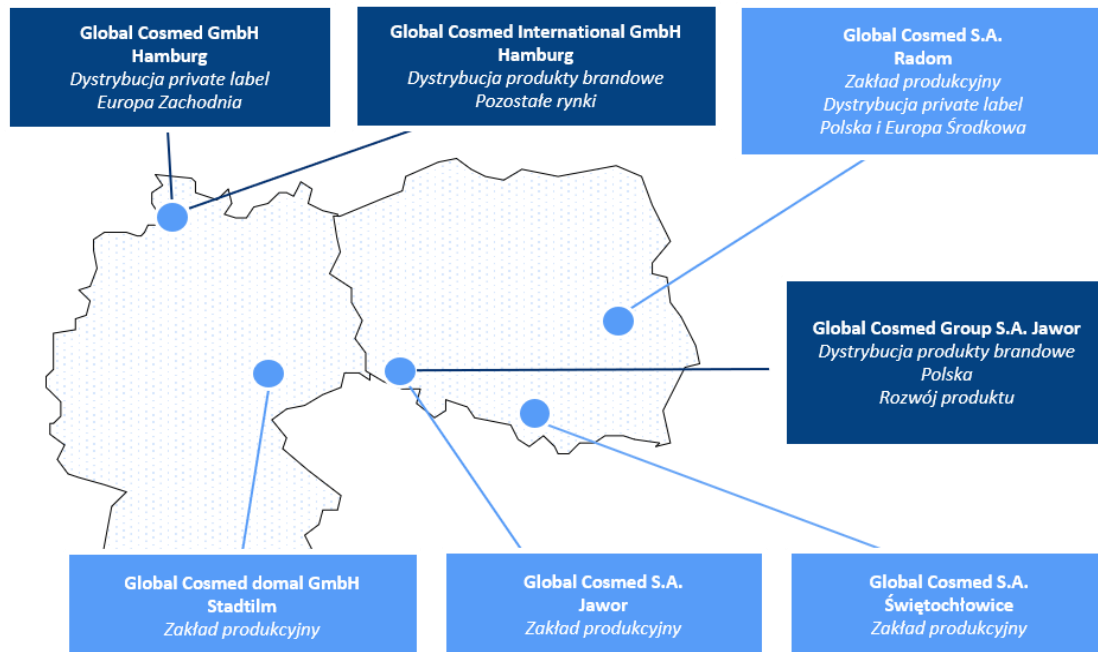 Global Cosmed GmbH
Hamburg
Dystrybucja private label
Europa Zachodnia
Global Cosmed International GmbH
Hamburg
Dystrybucja produkty brandowe
Pozostałe rynki
Global Cosmed S.A.
Radom
Zakład produkcyjny
Dystrybucja private label
Polska i Europa Środkowa
Global Cosmed Group S.A. Jawor
Dystrybucja produkty brandowe
Polska
Rozwój produktu
Global Cosmed domal GmbH
Stadtilm
Zakład produkcyjny
Global Cosmed S.A.
Jawor
Zakład produkcyjny
Global Cosmed S.A.
Świętochłowice
Zakład produkcyjny